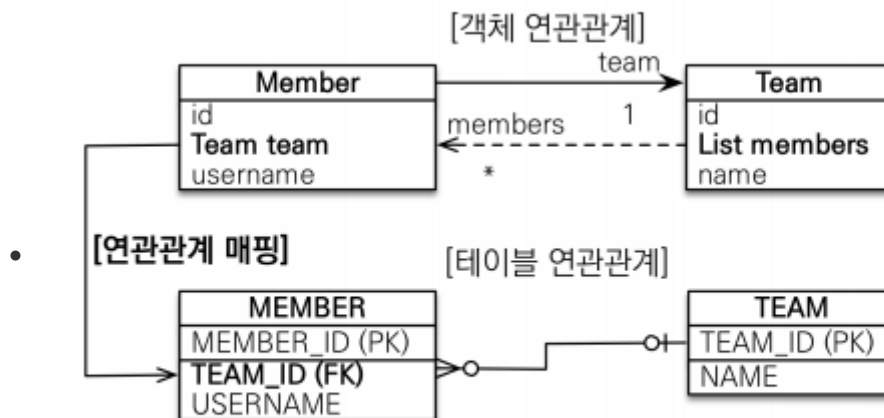 [객체 연관관계]
team
Member
Team
id
Team team
username
members
1
*
id
List members
name
[연관관계 매핑]
[테이블 연관관계]
MEMBER
MEMBER_ID (PK)
TEAM_ID (FK)
USERNAME
TEAM
TEAM_ID (PK)
NAME